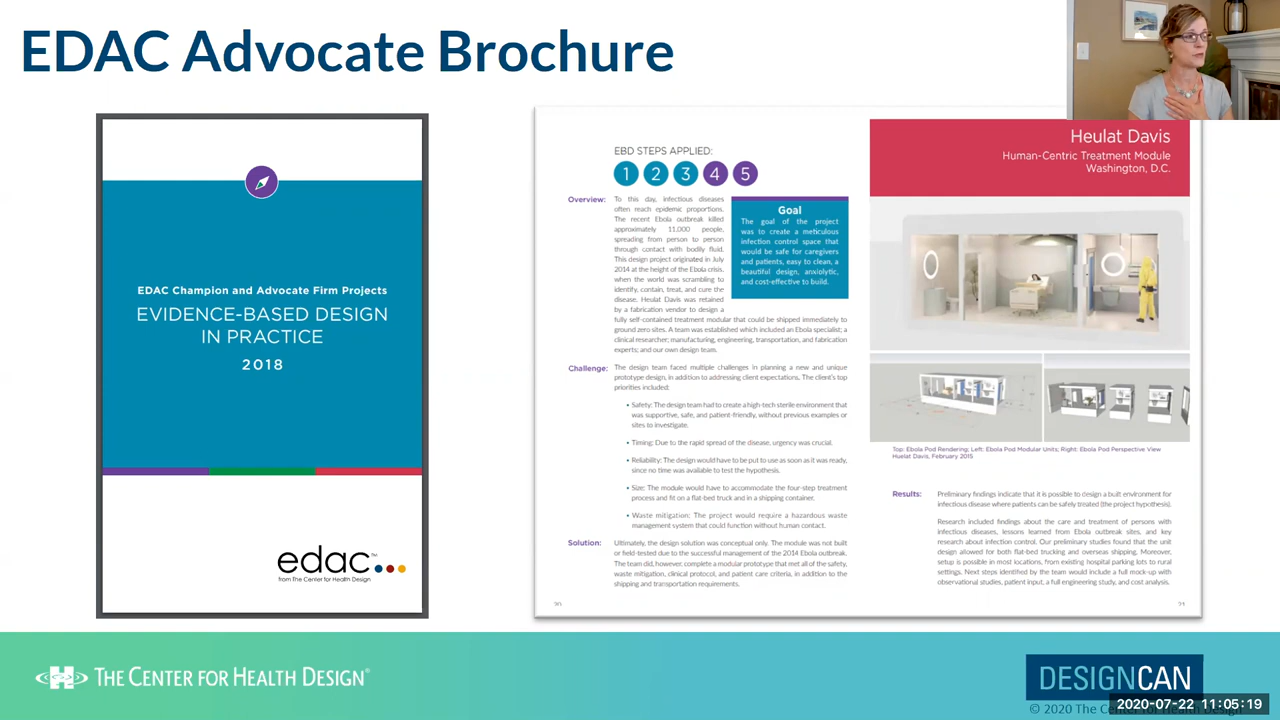 EDAC Advocate Brochure
EDAC Champion and Advocate Firm Projects
EVIDENCE-BASED DESIGN
IN PRACTICE
2018
edac™
from The Center for Health Design
EBD STEPS APPLIED:
1 2 3 4 5
Overview:
To this day, infectious diseases
often reach epidemic proportions.
The recent Ebola outbreak killed
approximately 11,000 people,
spreading from person to person
through contact with bodily fluid.
This design project originated in July
2014 at the height of the Ebola crisis,
when the world was scrambling to
identify, contain, treat, and cure the
disease. Heulat Davis was retained
by a fabrication vendor to design a
fully self-contained treatment modular that could be shipped immediately to
ground zero sites. A team was established which included an Ebola specialist; a
clinical researcher; manufacturing, engineering, transportation, and fabrication
experts; and our own design team.
Goal
The goal of the project
was to create a meticulous
infection control space that
would be safe for caregivers
and patients, easy to clean, a
beautiful design, anxiolytic,
and cost-effective to build.
Challenge:
The design team faced multiple challenges in planning a new and unique
prototype design, in addition to addressing client expectations. The client's top
priorities included:
• Safety: The design team had to create a high-tech sterile environment that
was supportive, safe, and patient-friendly, without previous examples or
sites to investigate.
• Timing: Due to the rapid spread of the disease, urgency was crucial.
• Reliability: The design would have to be put to use as soon as it was ready,
since no time was available to test the hypothesis.
• Size: The module would have to accommodate the four-step treatment
process and fit on a flat-bed truck and in a shipping container.
• Waste mitigation: The project would require a hazardous waste
management system that could function without human contact.
Solution:
Ultimately, the design solution was conceptual only. The module was not built
or field-tested due to the successful management of the 2014 Ebola outbreak.
The team did, however, complete a modular prototype that met all of the safety,
waste mitigation, clinical protocol, and patient care criteria, in addition to the
shipping and transportation requirements.
30
Heulat Davis
Human-Centric Treatment Module
Washington, D.C.
Top: Ebola Pod Rendering; Left: Ebola Pod Modular Units; Right: Ebola Pod Perspective View
Huelat Davis, February 2015
Results:
Preliminary findings indicate that it is possible to design a built environment for
infectious disease where patients can be safely treated (the project hypothesis).
Research included findings about the care and treatment of persons with
infectious diseases, lessons learned from Ebola outbreak sites, and key
research about infection control. Our preliminary studies found that the unit
design allowed for both flat-bed trucking and overseas shipping. Moreover,
setup is possible in most locations, from existing hospital parking lots to rural
settings. Next steps identified by the team would include a full mock-up with
observational studies, patient input, a full engineering study, and cost analysis.
31
THE CENTER FOR HEALTH DESIGN®
DESIGNCAN
2020-07-22 11:05:19
© 2020 The